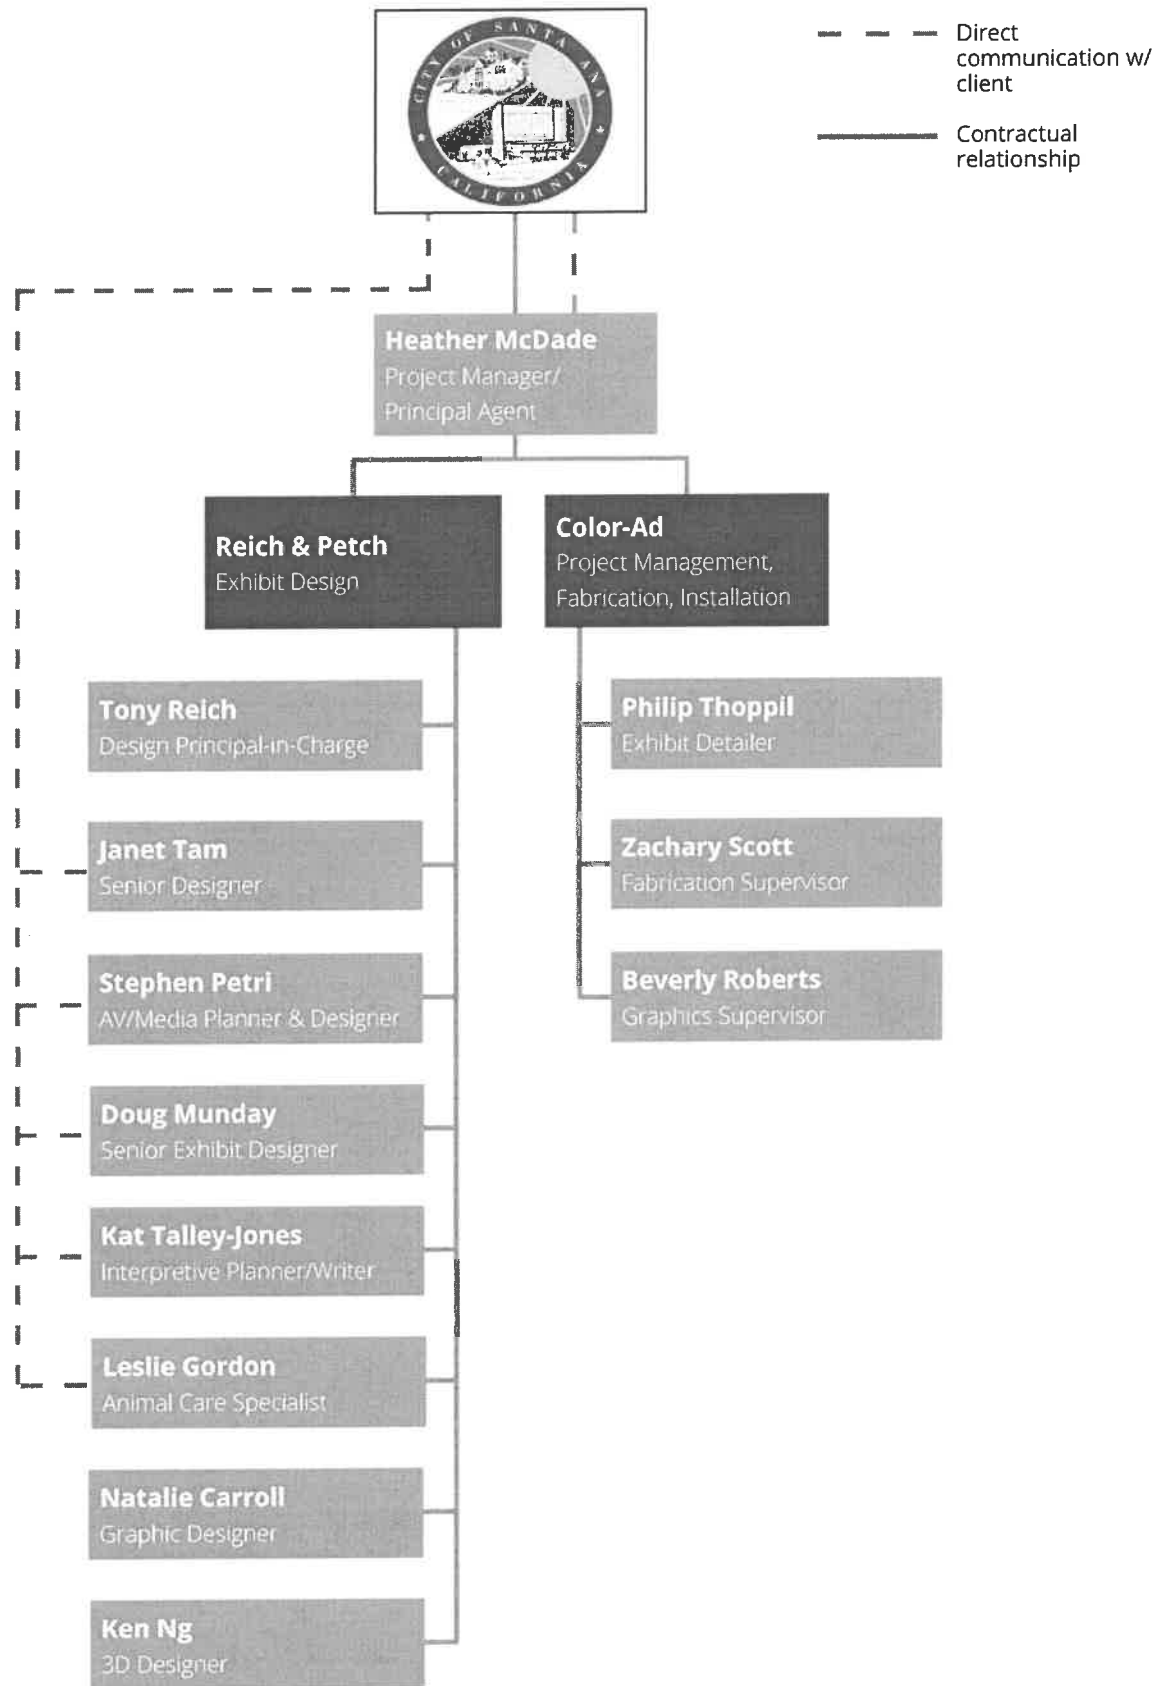 CITY OF SANTA ANA
CALIFORNIA
Direct
communication w/
client
Contractual
relationship
Heather McDade
Project Manager/
Principal Agent
Reich & Petch
Exhibit Design
Color-Ad
Project Management,
Fabrication, Installation
Tony Reich
Design Principal-in-Charge
Janet Tam
Senior Designer
Stephen Petri
AV/Media Planner & Designer
Doug Munday
Senior Exhibit Designer
Kat Talley-Jones
Interpretive Planner/Writer
Leslie Gordon
Animal Care Specialist
Natalie Carroll
Graphic Designer
Ken Ng
3D Designer
Philip Thoppil
Exhibit Detailer
Zachary Scott
Fabrication Supervisor
Beverly Roberts
Graphics Supervisor